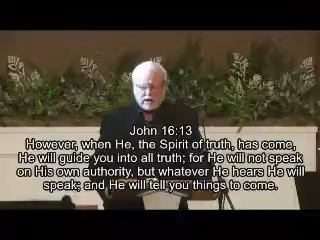 John 16:13
However, when He, the Spirit of truth, has come,
He will guide you into all truth; for He will not speak
on His own authority, but whatever He hears He will
speak; and He will tell you things to come.